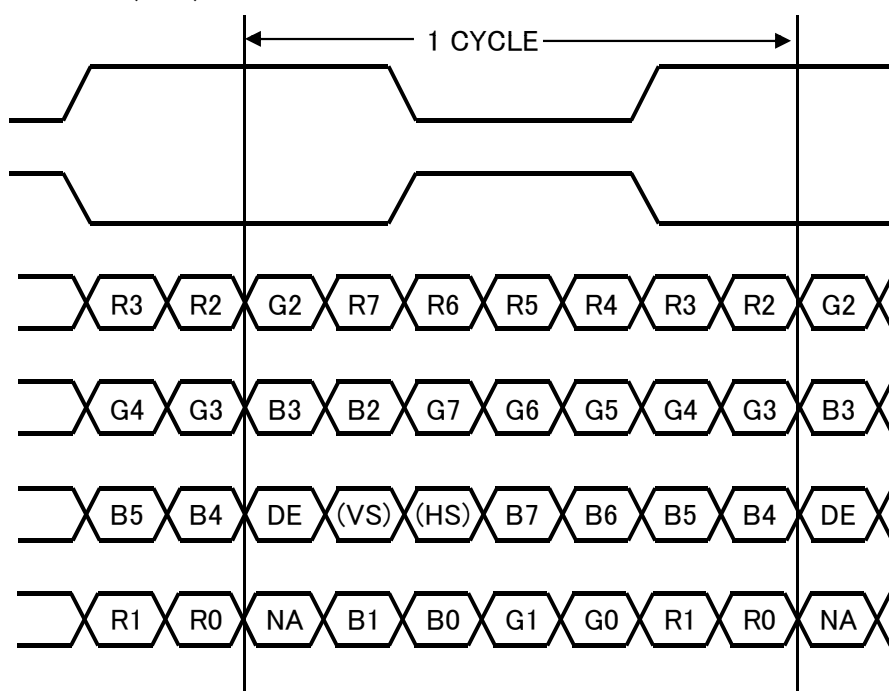 1 CYCLE
R3 R2 G2 R7 R6 R5 R4 R3 R2 G2
G4 G3 B3 B2 G7 G6 G5 G4 G3 B3
B5 B4 DE (VS) (HS) B7 B6 B5 B4 DE
R1 R0 NA B1 B0 G1 G0 R1 R0 NA